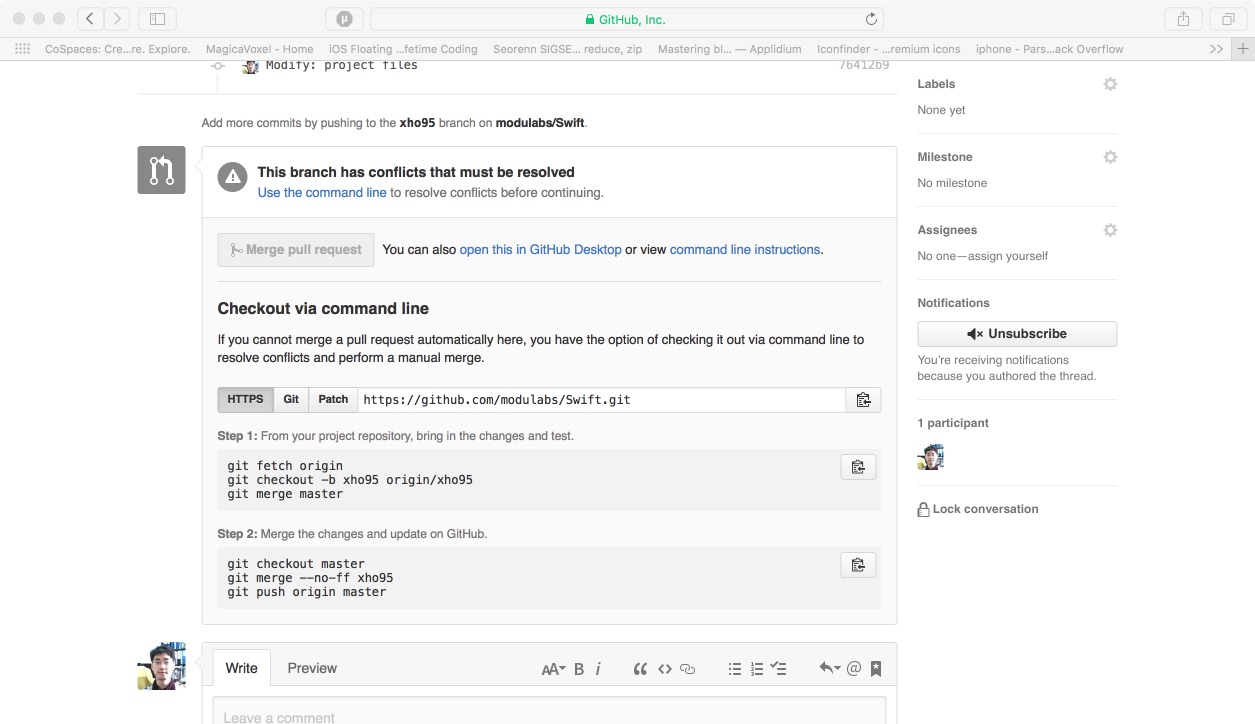 GitHub, Inc.
CoSpaces: Cre...re. Explore.
MagicaVoxel - Home
iOS Floating ...fetime Coding
Seorenn SIGSE... reduce, zip
Mastering bl... — Applidium
Iconfinder - ...remium icons
iphone - Pars...ack Overflow
Modify: project files
76412b9
Add more commits by pushing to the xho95 branch on modulabs/Swift.
This branch has conflicts that must be resolved
Use the command line to resolve conflicts before continuing.
Merge pull request
You can also open this in GitHub Desktop or view command line instructions.
Checkout via command line
If you cannot merge a pull request automatically here, you have the option of checking it out via command line to
resolve conflicts and perform a manual merge.
HTTPS
Git
Patch
https://github.com/modulabs/Swift.git
Step 1: From your project repository, bring in the changes and test.
git fetch origin
git checkout -b xho95 origin/xho95
git merge master
Step 2: Merge the changes and update on GitHub.
git checkout master
git merge --no-ff xho95
git push origin master
Write
Preview
AA
B
i
@
Leave a comment
Labels
None yet
Milestone
No milestone
Assignees
No one—assign yourself
Notifications
Unsubscribe
You're receiving notifications
because you authored the thread.
1 participant
Lock conversation